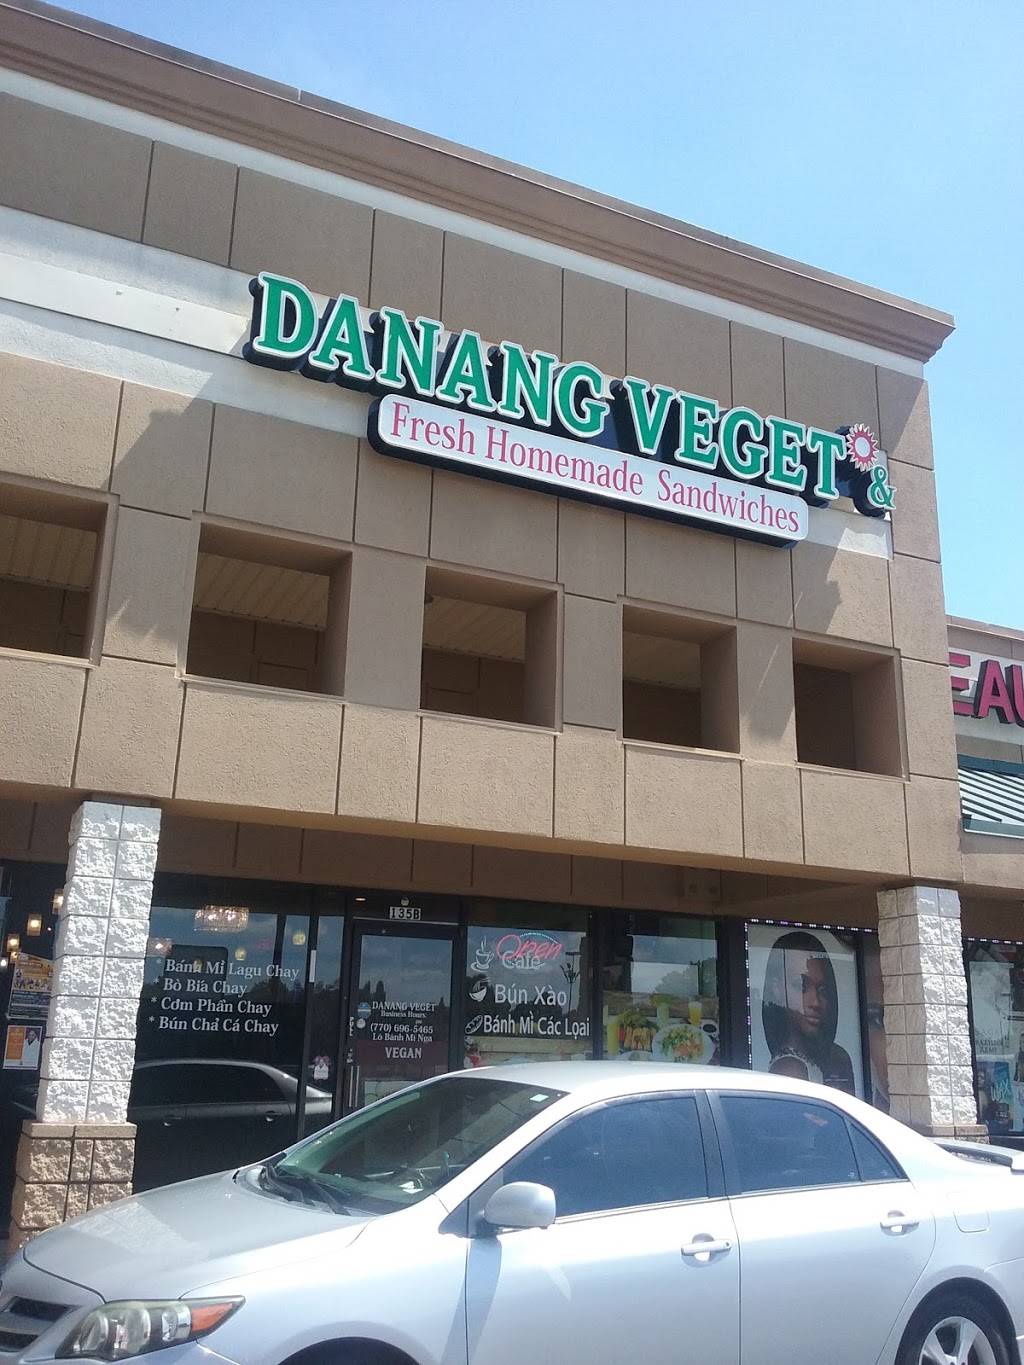 DANANG VEGET &
Fresh Homemade Sandwiches
EAU
135B
* Bánh Mì Lagu Chay
* Bò Bía Chay
* Cơm Phần Chay
* Bún Chả Cá Chay
DANANG VEGET
Business Hours
(770) 696-5465
Lò Bánh Mì Nga
VEGAN
Open
Cafe
Bún Xào
Bánh Mì Các Loại